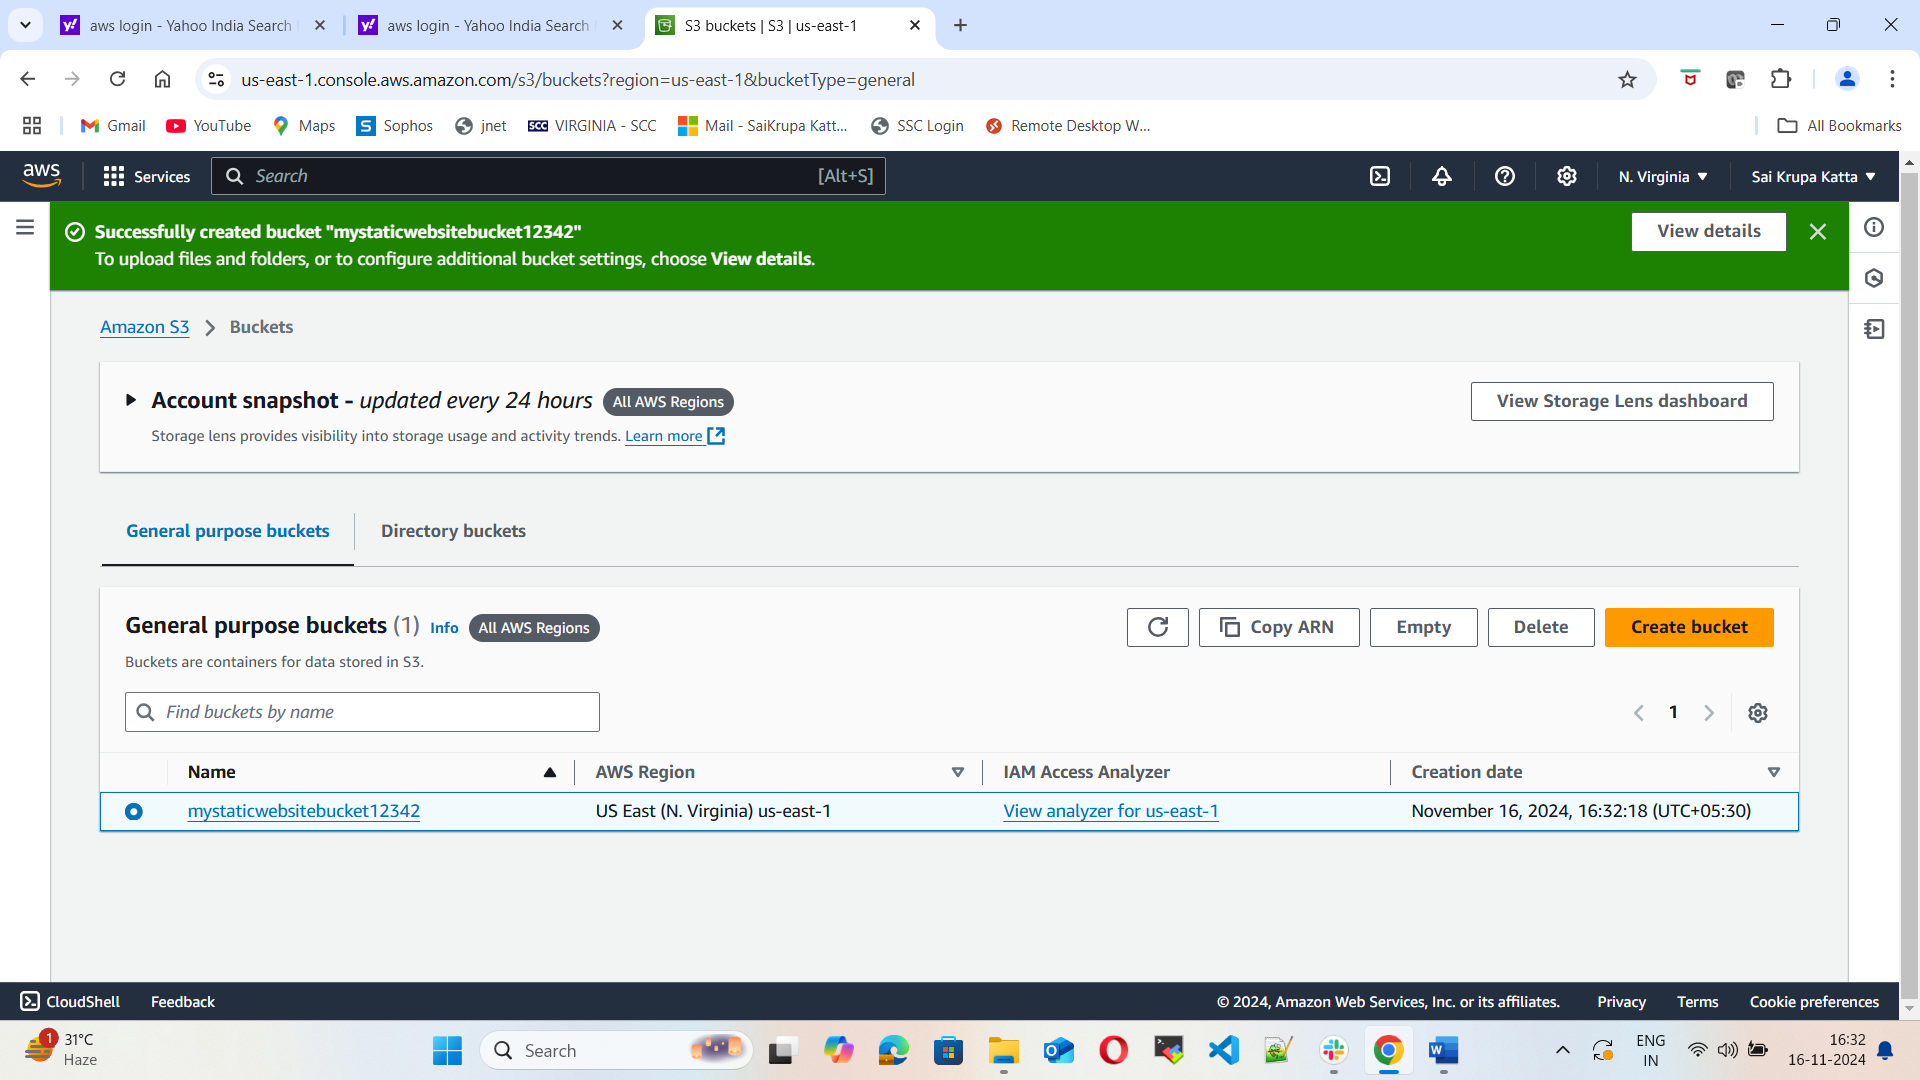 aws login - Yahoo India Search
aws login - Yahoo India Search
S3 buckets | S3 | us-east-1
us-east-1.console.aws.amazon.com/s3/buckets?region=us-east-1&bucketType=general
Gmail
YouTube
Maps
Sophos
jnet
SCC VIRGINIA - SCC
Mail - SaiKrupa Katt...
SSC Login
Remote Desktop W...
All Bookmarks
aws
Services
Search
[Alt+S]
N. Virginia
Sai Krupa Katta
Successfully created bucket "mystaticwebsitebucket12342"
To upload files and folders, or to configure additional bucket settings, choose View details.
View details
Amazon S3
Buckets
Account snapshot - updated every 24 hours
All AWS Regions
Storage lens provides visibility into storage usage and activity trends. Learn more
View Storage Lens dashboard
General purpose buckets
Directory buckets
General purpose buckets (1)
Info
All AWS Regions
Buckets are containers for data stored in S3.
Copy ARN
Empty
Delete
Create bucket
Find buckets by name
1
Name
AWS Region
IAM Access Analyzer
Creation date
mystaticwebsitebucket12342
US East (N. Virginia) us-east-1
View analyzer for us-east-1
November 16, 2024, 16:32:18 (UTC+05:30)
CloudShell
Feedback
© 2024, Amazon Web Services, Inc. or its affiliates.
Privacy
Terms
Cookie preferences
1
31°C
Haze
Search
ENG
IN
16:32
16-11-2024